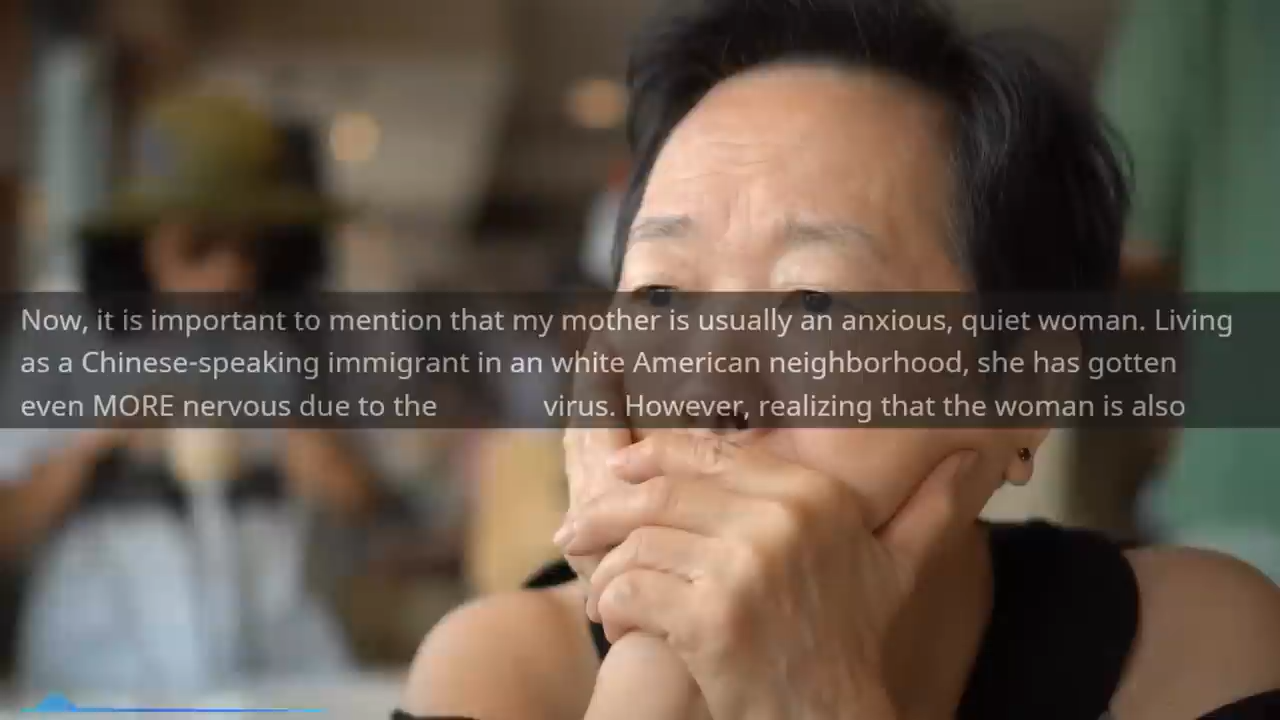 Now, it is important to mention that my mother is usually an anxious, quiet woman. Living
as a Chinese-speaking immigrant in an white American neighborhood, she has gotten
even MORE nervous due to the virus. However, realizing that the woman is also